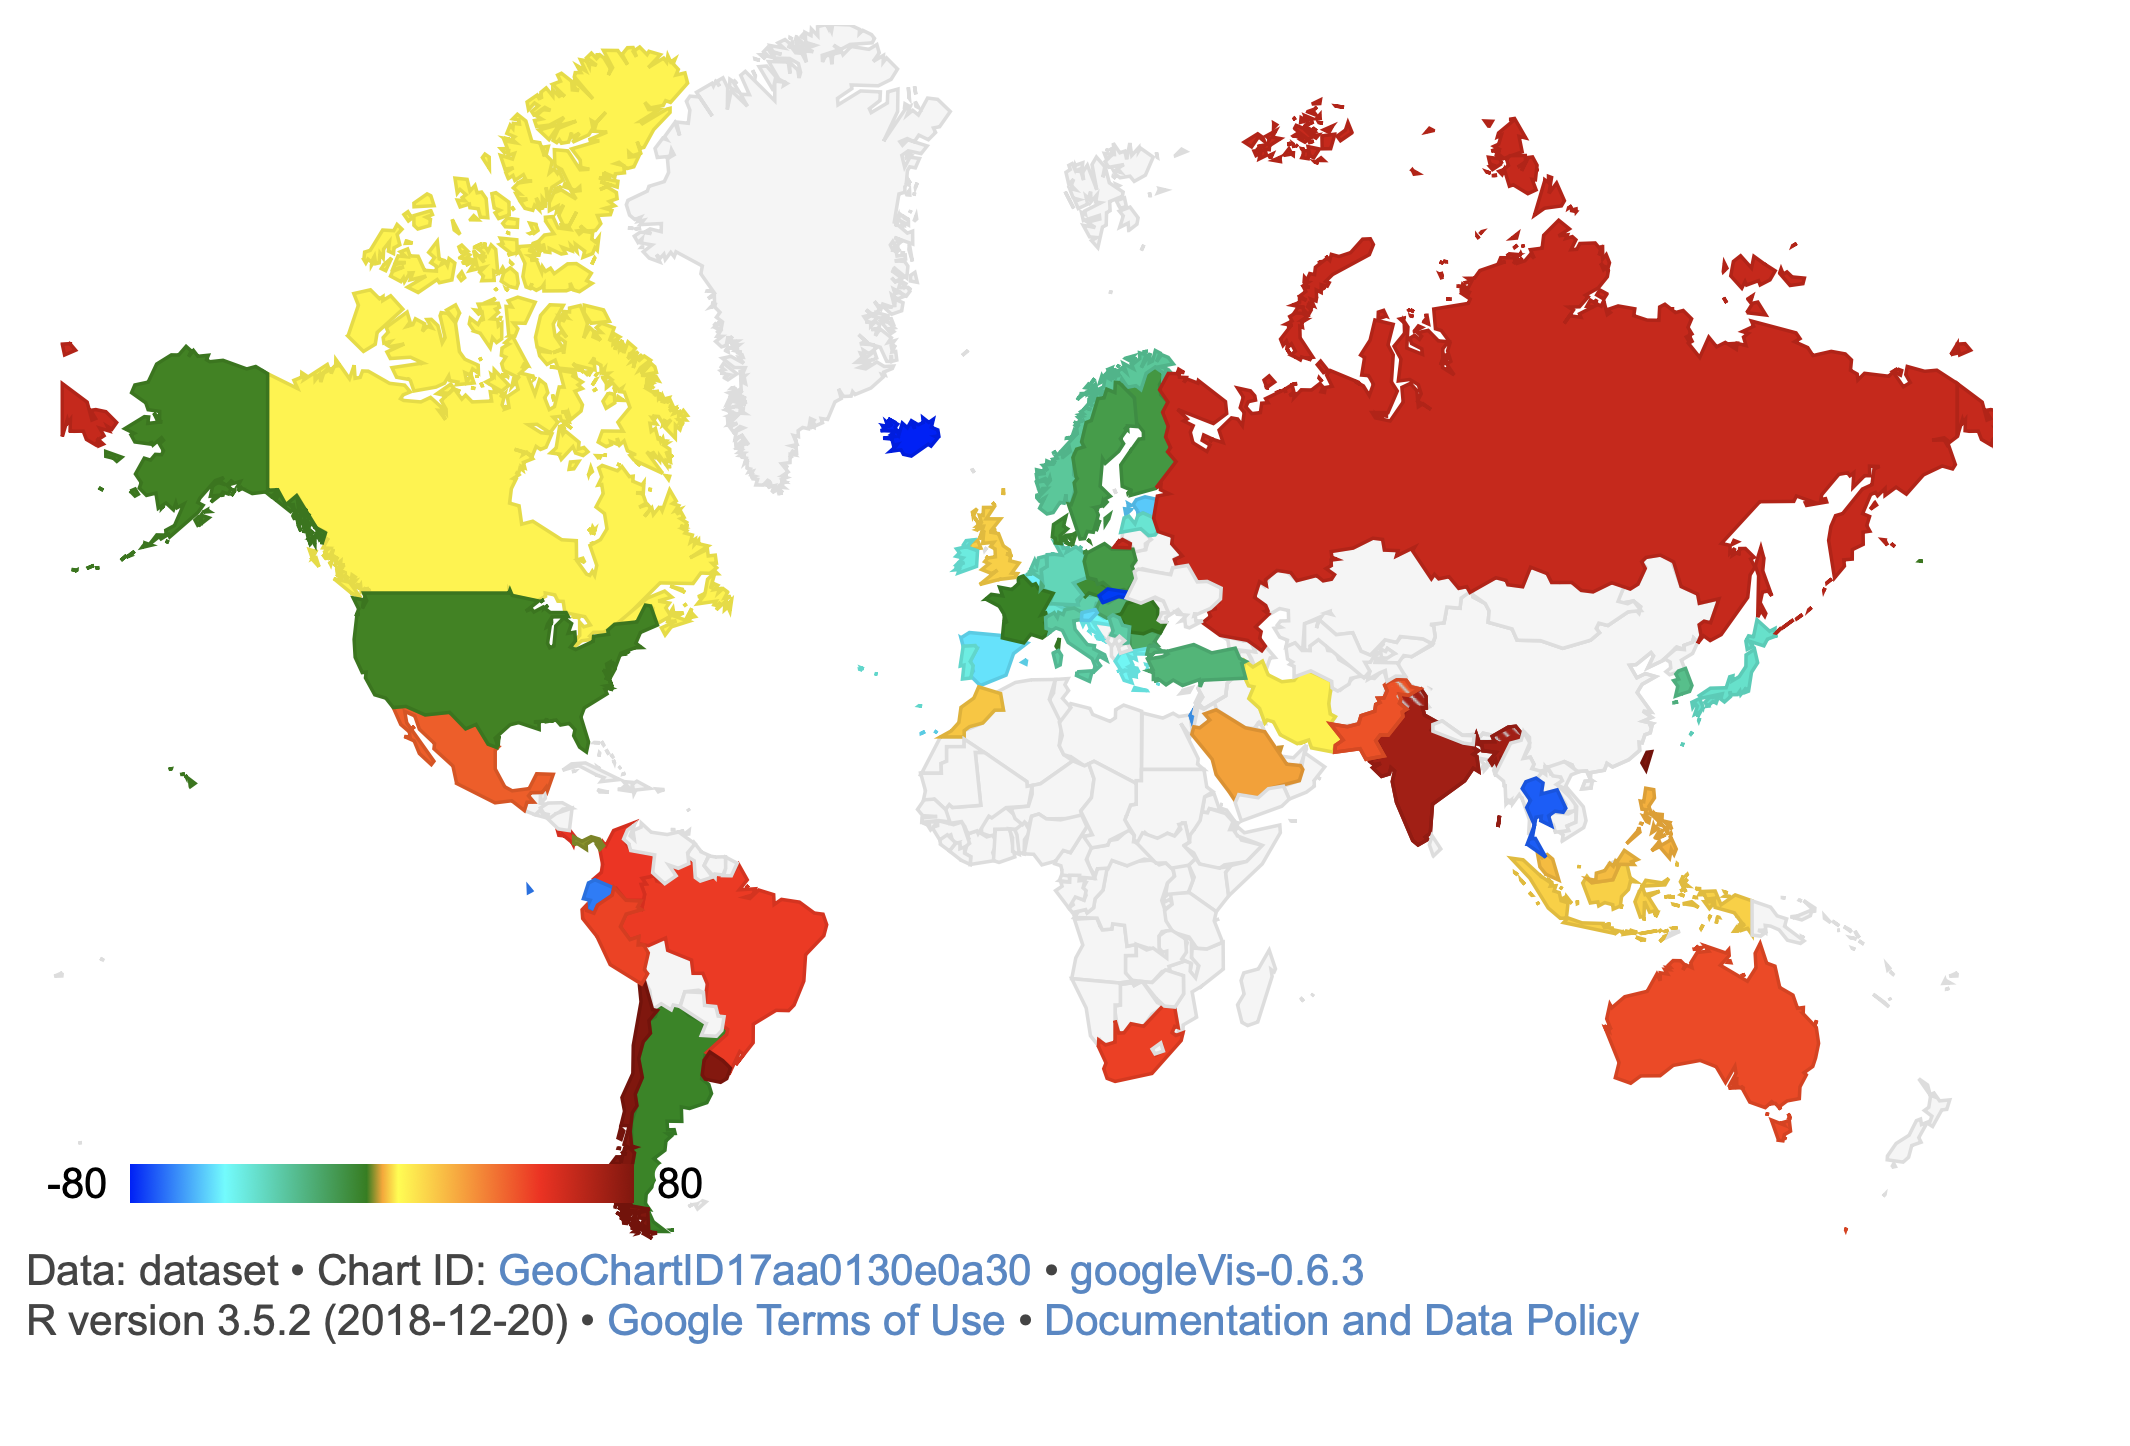 -80 80
Data: dataset • Chart ID: GeoChartID17aa0130e0a30 • googleVis-0.6.3
R version 3.5.2 (2018-12-20) • Google Terms of Use • Documentation and Data Policy